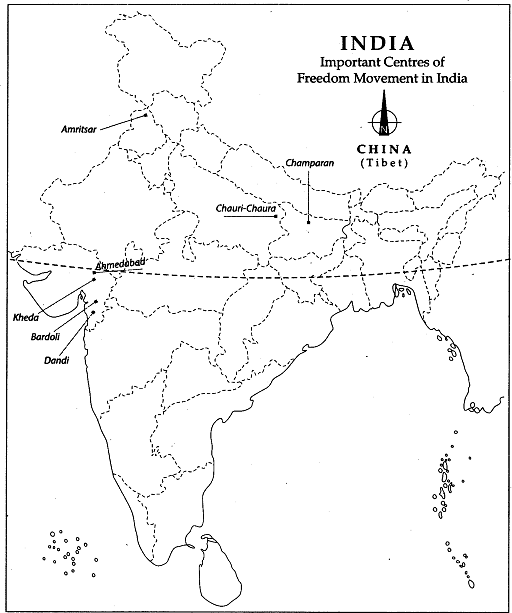 INDIA
Important Centres of
Freedom Movement in India
CHINA
(Tibet)
Amritsar
Champaran
Chauri-Chaura
Ahmedabad
Kheda
Bardoli
Dandi